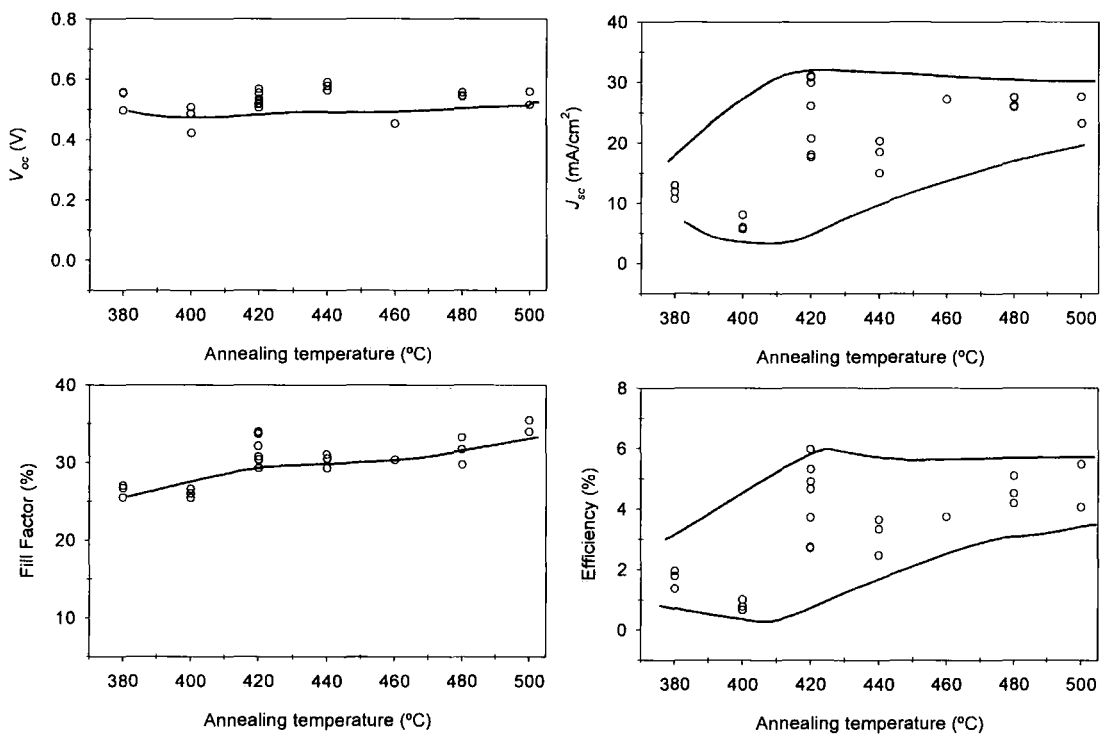 0.8
0.6
0.4
0.2
0.0
V_oc (V)
380 400 420 440 460 480 500
Annealing temperature (ºC)
40
30
20
10
0
J_sc (mA/cm²)
380 400 420 440 460 480 500
Annealing temperature (ºC)
40
30
20
10
Fill Factor (%)
380 400 420 440 460 480 500
Annealing temperature (ºC)
8
6
4
2
0
Efficiency (%)
380 400 420 440 460 480 500
Annealing temperature (ºC)